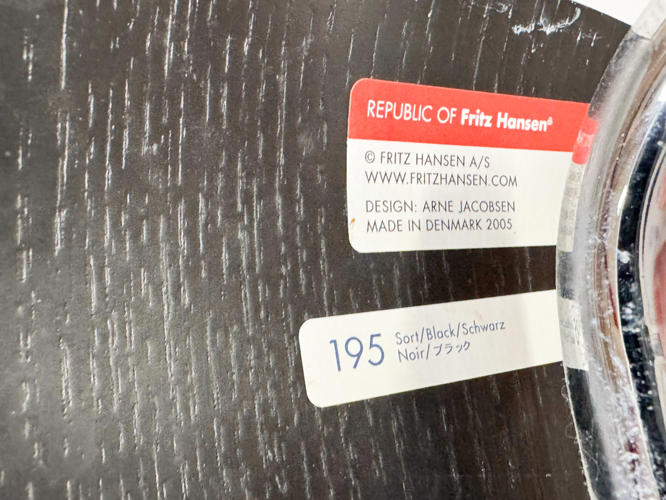 REPUBLIC OF Fritz Hansen®
© FRITZ HANSEN A/S
WWW.FRITZHANSEN.COM
DESIGN: ARNE JACOBSEN
MADE IN DENMARK 2005
195 Sort/Black/Schwarz
Noir/ブラック